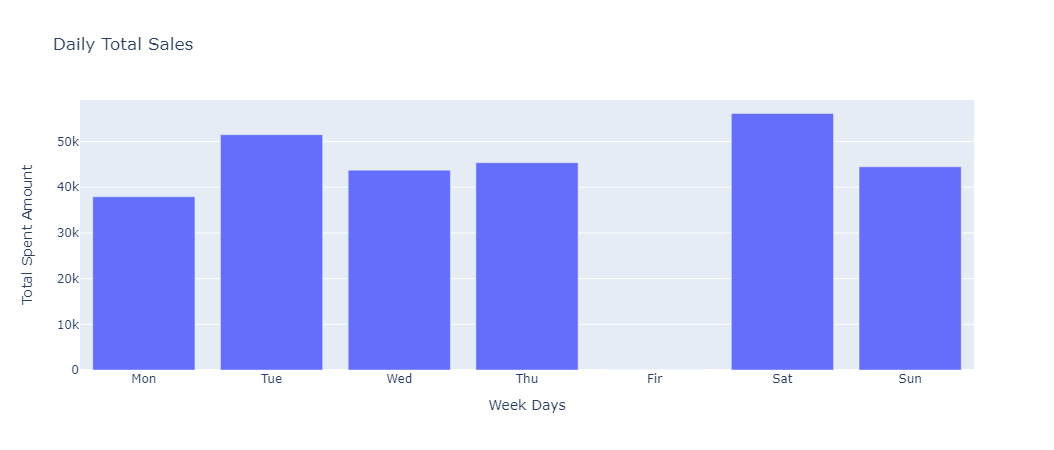 Daily Total Sales
Total Spent Amount
50k
40k
30k
20k
10k
0
Mon Tue Wed Thu Fir Sat Sun
Week Days